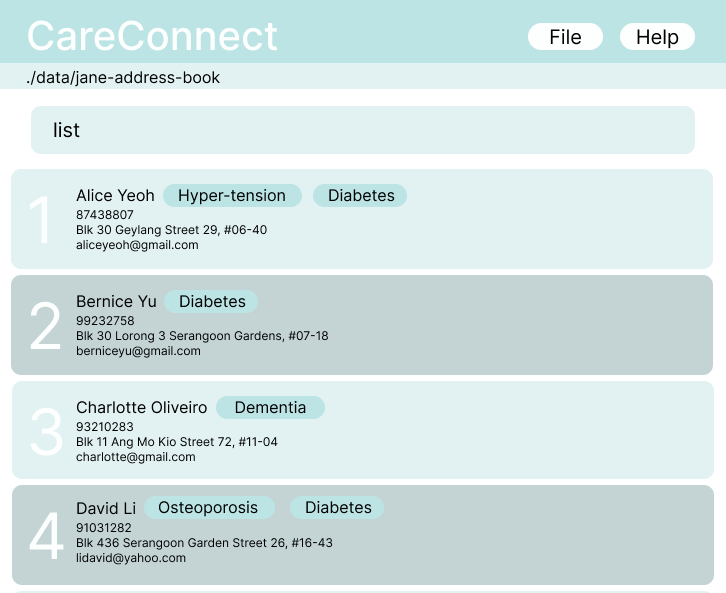 CareConnect
File Help
./data/jane-address-book
list
1
Alice Yeoh Hyper-tension Diabetes
87438807
Blk 30 Geylang Street 29, #06-40
aliceyeoh@gmail.com
2
Bernice Yu Diabetes
99232758
Blk 30 Lorong 3 Serangoon Gardens, #07-18
berniceyu@gmail.com
3
Charlotte Oliveiro Dementia
93210283
Blk 11 Ang Mo Kio Street 72, #11-04
charlotte@gmail.com
4
David Li Osteoporosis Diabetes
91031282
Blk 436 Serangoon Garden Street 26, #16-43
lidavid@yahoo.com